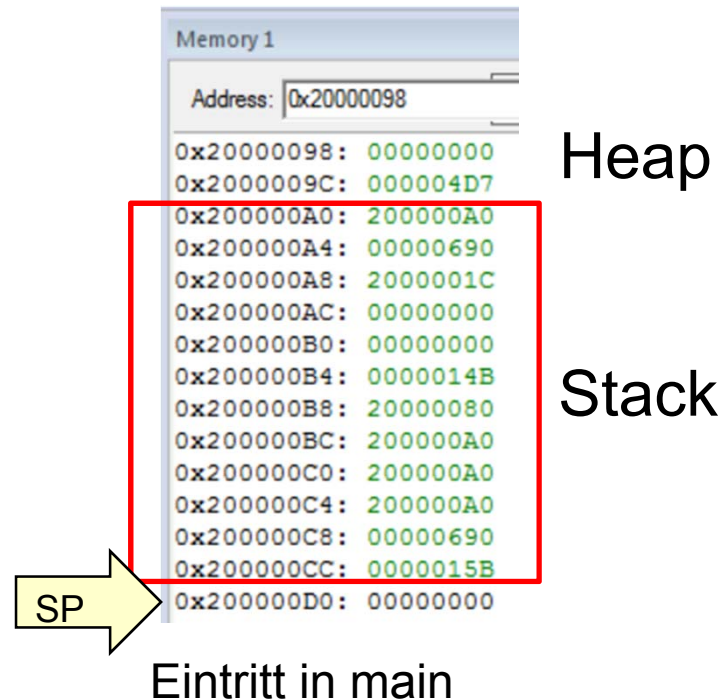 Memory 1
Address: 0x20000098
Heap
0x20000098: 00000000
0x2000009C: 000004D7
0x200000A0: 200000A0
0x200000A4: 00000690
0x200000A8: 2000001C
0x200000AC: 00000000
0x200000B0: 00000000
0x200000B4: 0000014B
Stack
0x200000B8: 20000080
0x200000BC: 200000A0
0x200000C0: 200000A0
0x200000C4: 200000A0
0x200000C8: 00000690
0x200000CC: 0000015B
SP
0x200000D0: 00000000
Eintritt in main